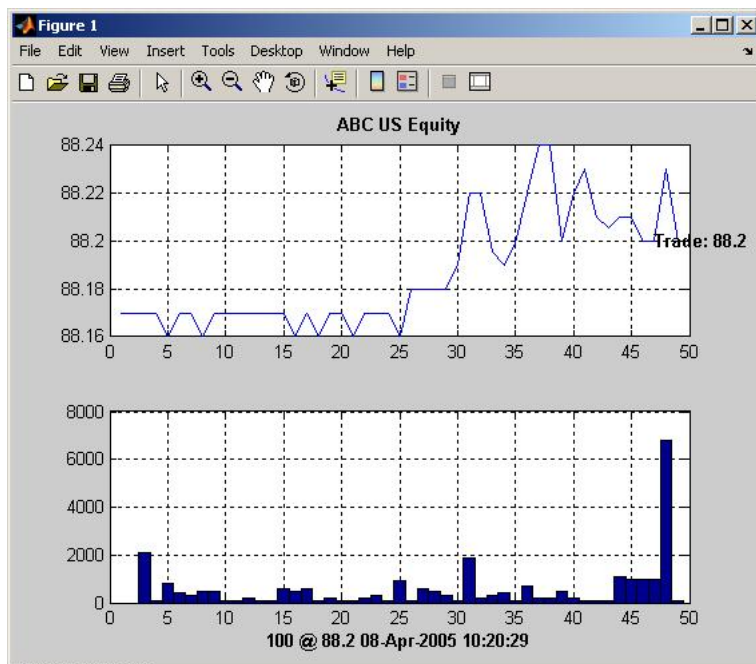 Figure 1
File Edit View Insert Tools Desktop Window Help
ABC US Equity
88.24
88.22
88.2
88.18
88.16
Trade: 88.2
0 5 10 15 20 25 30 35 40 45 50
8000
6000
4000
2000
0
0 5 10 15 20 25 30 35 40 45 50
100 @ 88.2 08-Apr-2005 10:20:29